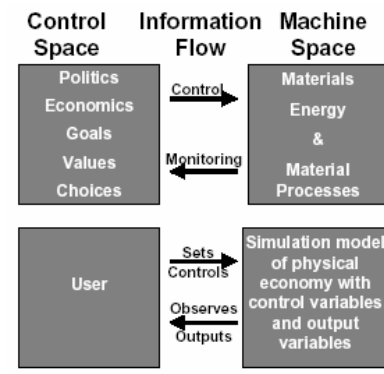 Control Space
Information Flow
Machine Space
Politics
Economics
Goals
Values
Choices
Control
Monitoring
Materials
Energy
&
Material
Processes
User
Sets
Controls
Observes
Outputs
Simulation model
of physical
economy with
control variables
and output
variables